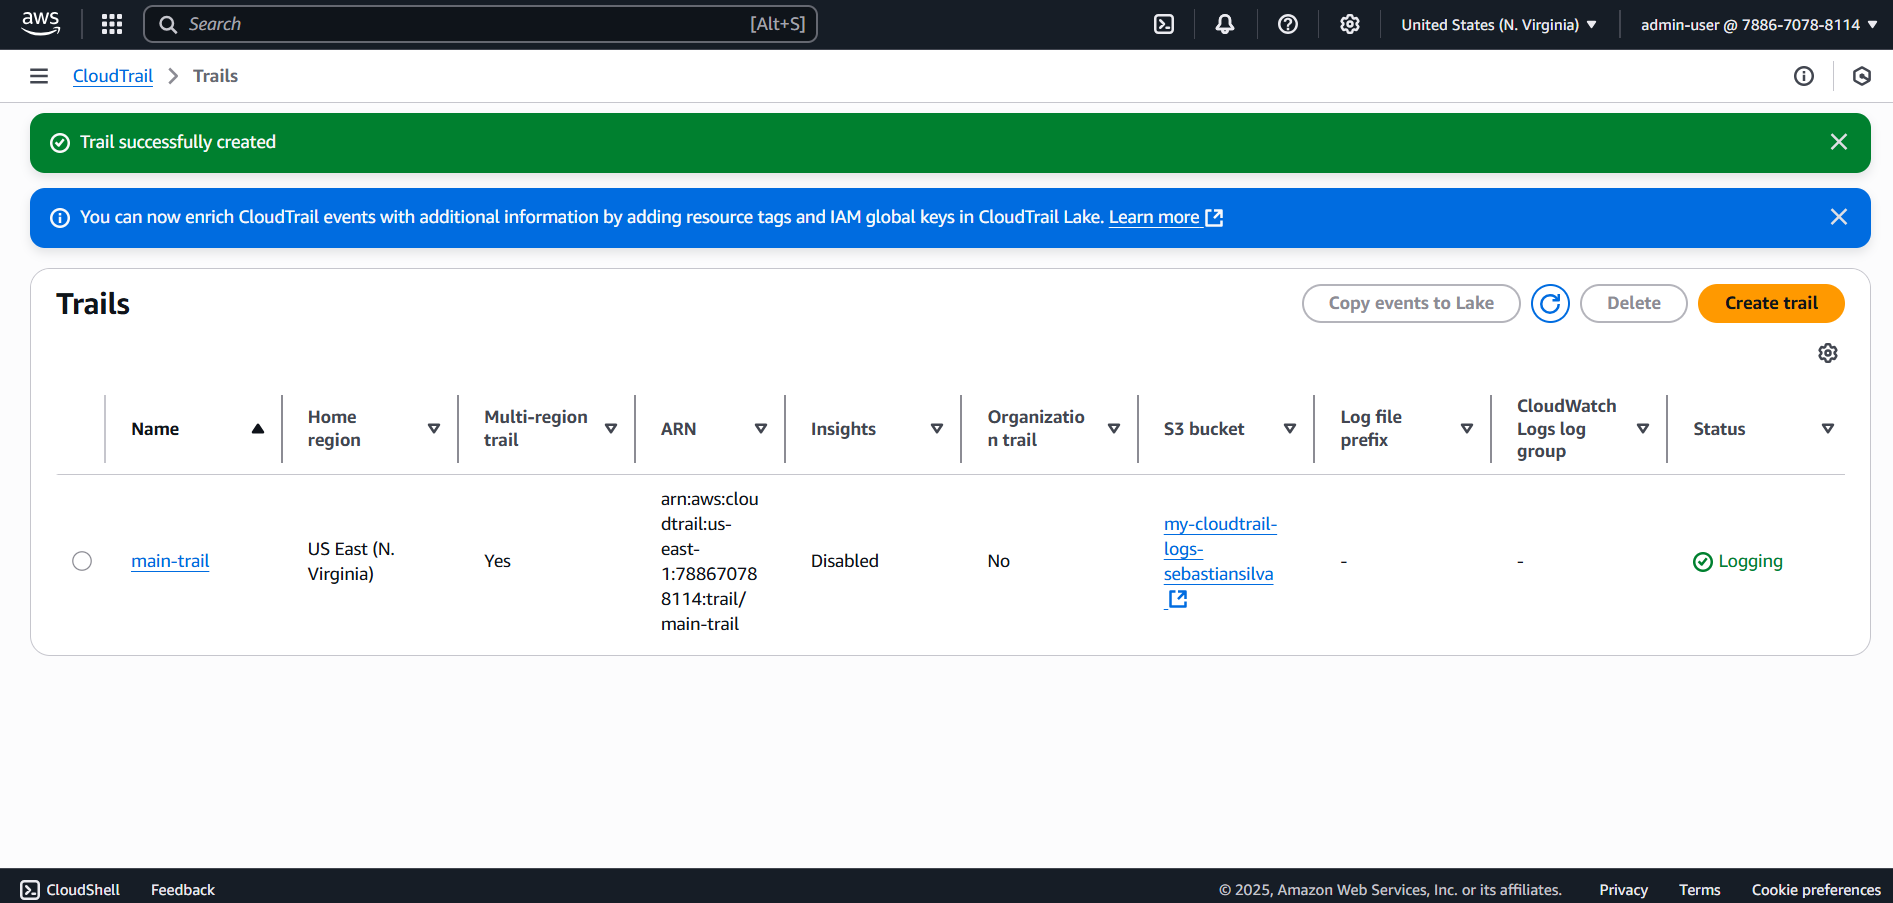 aws
Search [Alt+S]
United States (N. Virginia)
admin-user @ 7886-7078-8114
CloudTrail
Trails
Trail successfully created
You can now enrich CloudTrail events with additional information by adding resource tags and IAM global keys in CloudTrail Lake. Learn more
Trails
Copy events to Lake
Delete
Create trail
Name
Home
region
Multi-region
trail
ARN
Insights
Organizatio
n trail
S3 bucket
Log file
prefix
CloudWatch
Logs log
group
Status
main-trail
US East (N.
Virginia)
Yes
arn:aws:clou
dtrail:us-
east-
1:78867078
8114:trail/
main-trail
Disabled
No
my-cloudtrail-
logs-
sebastiansilva
-
-
Logging
CloudShell
Feedback
© 2025, Amazon Web Services, Inc. or its affiliates.
Privacy
Terms
Cookie preferences